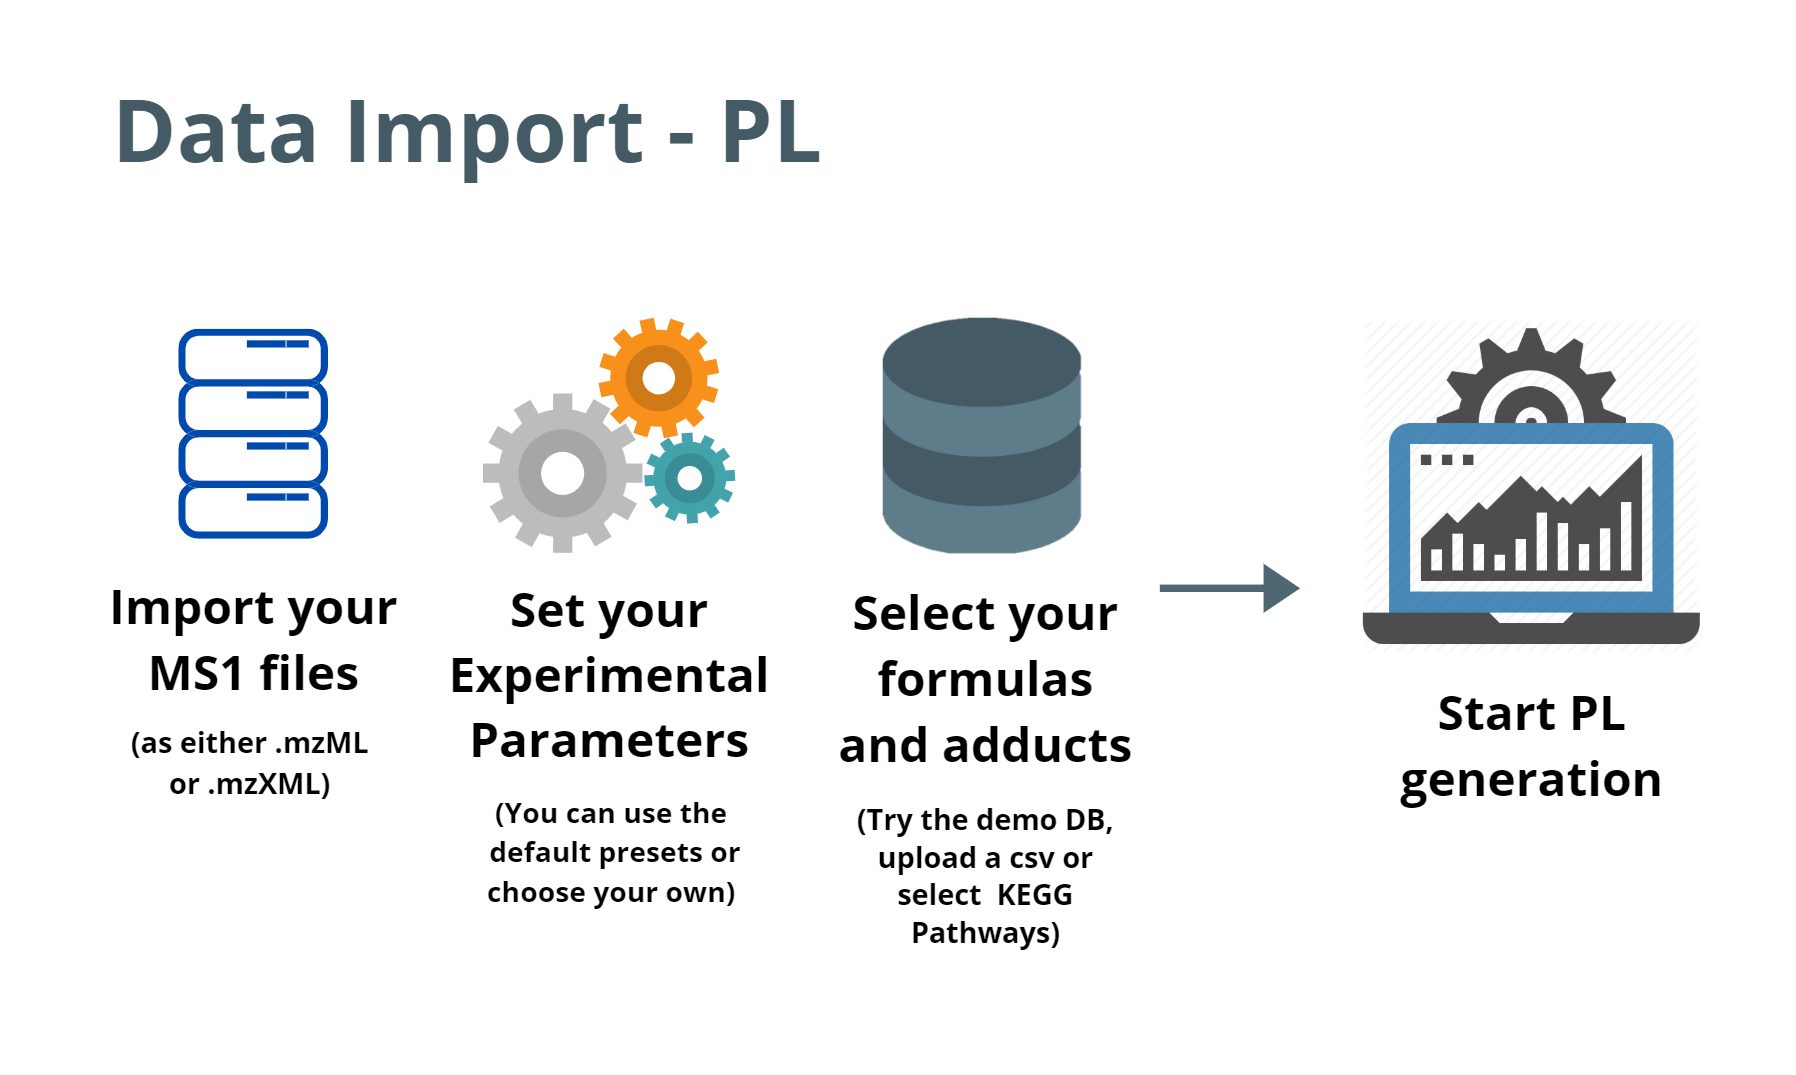 Data Import - PL
Import your
MS1 files
(as either .mzML
or .mzXML)
Set your
Experimental
Parameters
(You can use the
default presets or
choose your own)
Select your
formulas
and adducts
(Try the demo DB,
upload a csv or
select  KEGG
Pathways)
Start PL
generation